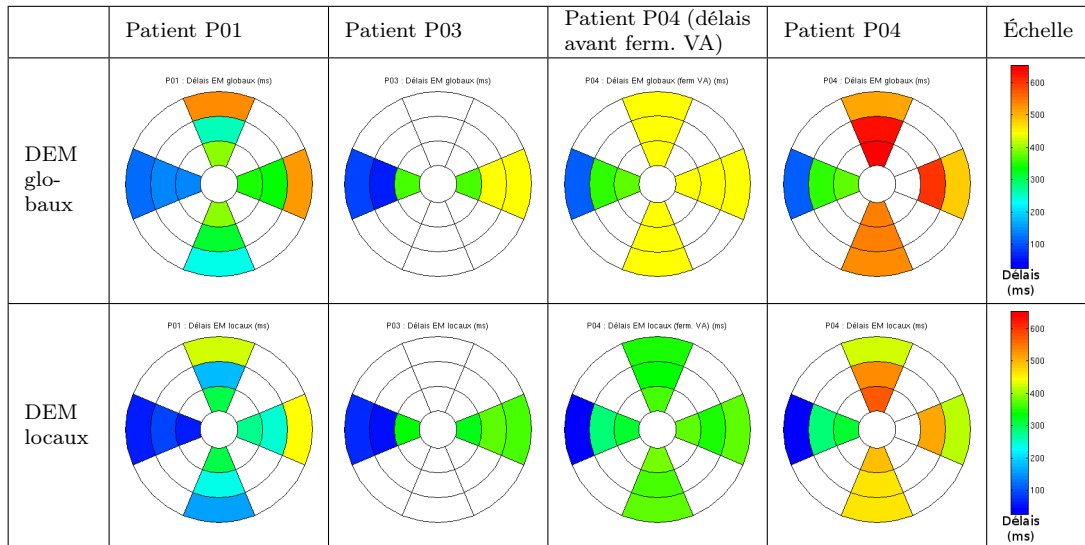 Patient P01
Patient P03
Patient P04 (délais
avant ferm. VA)
Patient P04
Échelle
DEM
glo-
baux
P01 : Délais EM globaux (ms)
P03 : Délais EM globaux (ms)
P04 : Délais EM globaux (ferm VA) (ms)
P04 : Délais EM globaux (ms)
600
500
400
300
200
100
Délais
(ms)
DEM
locaux
P01 : Délais EM locaux (ms)
P03 : Délais EM locaux (ms)
P04 : Délais EM locaux (ferm. VA) (ms)
P04 : Délais EM locaux (ms)
600
500
400
300
200
100
Délais
(ms)